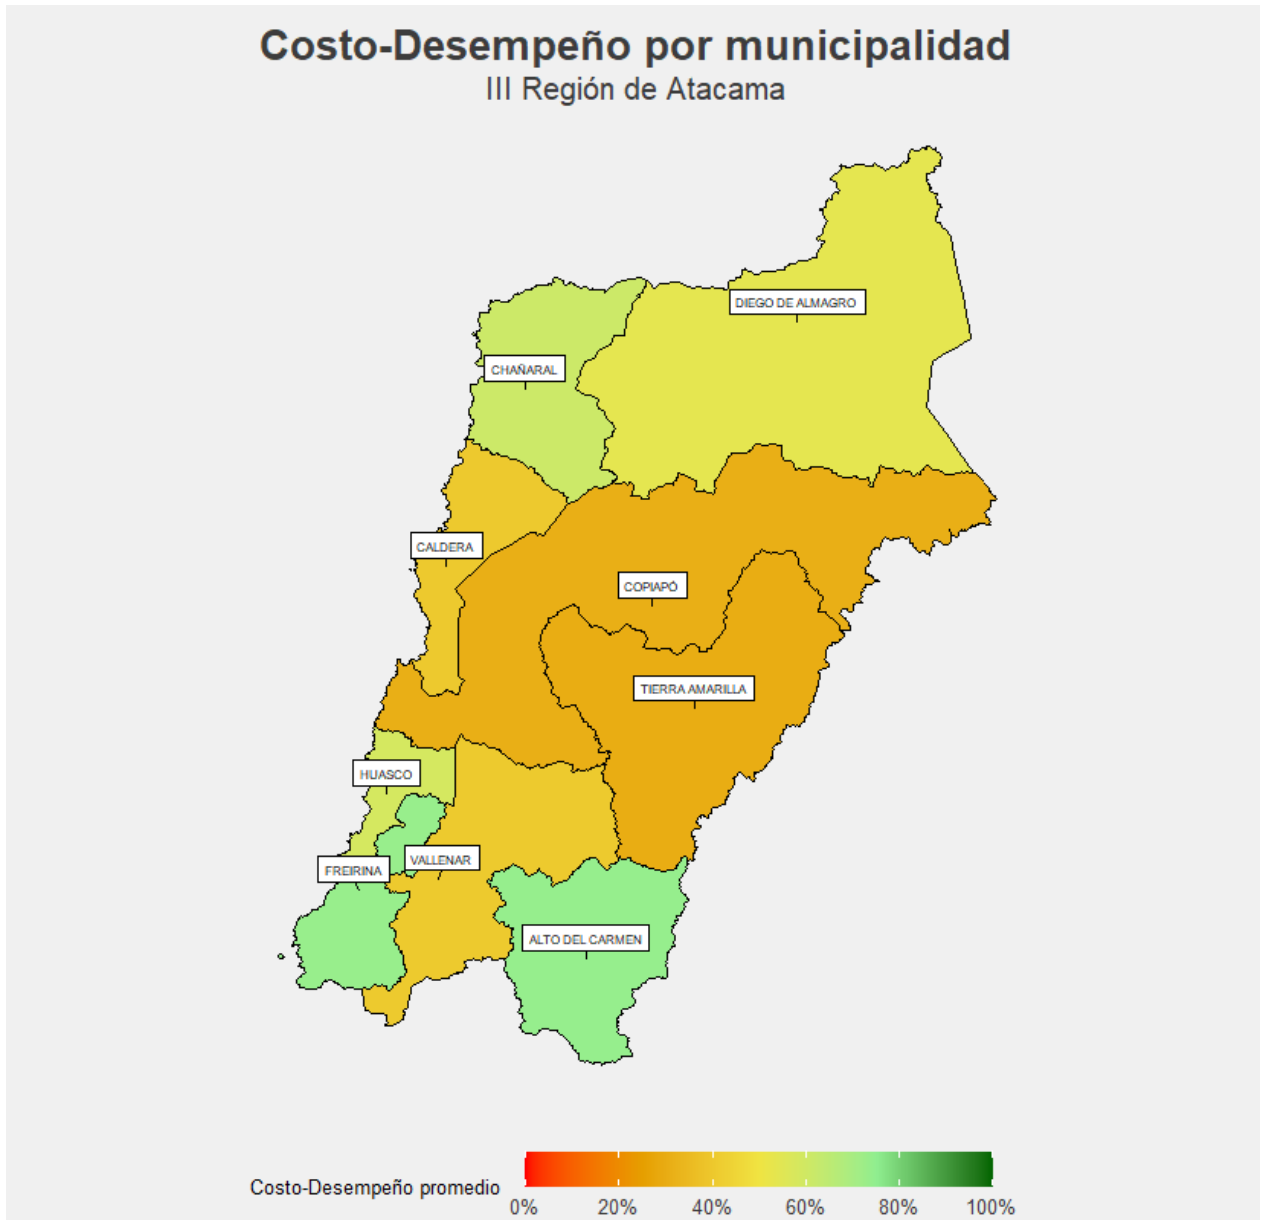 Costo-Desempeño por municipalidad
III Región de Atacama
DIEGO DE ALMAGRO
CHAÑARAL
CALDERA
COPIAPÓ
TIERRA AMARILLA
HUASCO
VALLENAR
FREIRINA
ALTO DEL CARMEN
Costo-Desempeño promedio
0% 20% 40% 60% 80% 100%